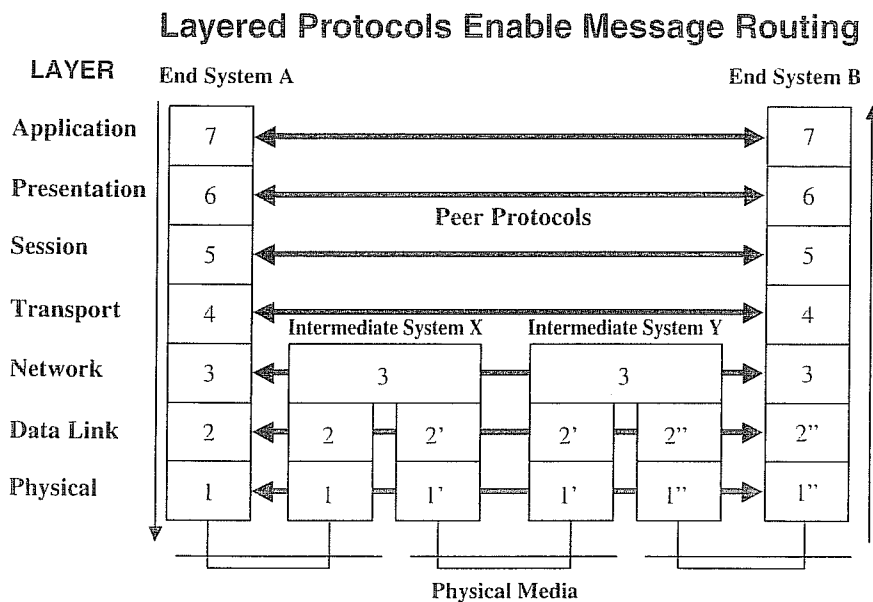 Layered Protocols Enable Message Routing
LAYER End System A End System B
Application 7 7
Presentation 6 6
Peer Protocols
Session 5 5
Transport 4 4
Intermediate System X Intermediate System Y
Network 3 3 3 3
Data Link 2 2 2' 2' 2” 2”
Physical 1 1 1' 1' 1” 1”
Physical Media